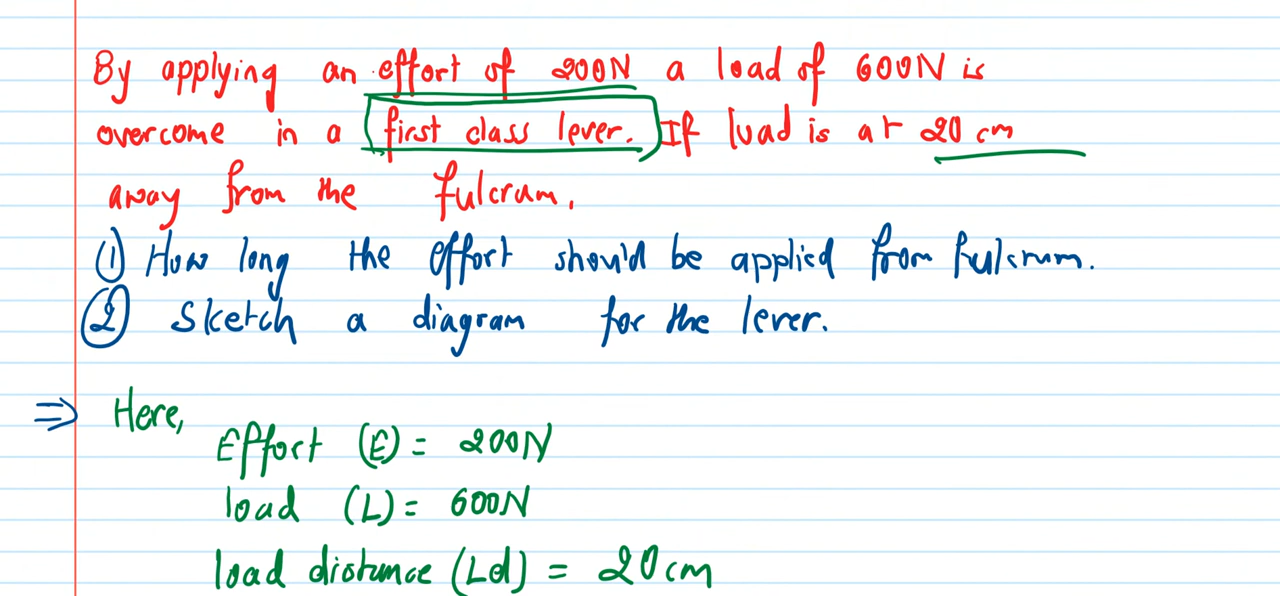 By applying an effort of 200N a load of 600N is
overcome in a first class lever. If load is at 20 cm
away from the fulcrum.
① How long the effort should be applied from fulcrum.
② Sketch a diagram for the lever.
⇒ Here,
Effort (E) = 200N
load (L) = 600N
load distance (Ld) = 20cm